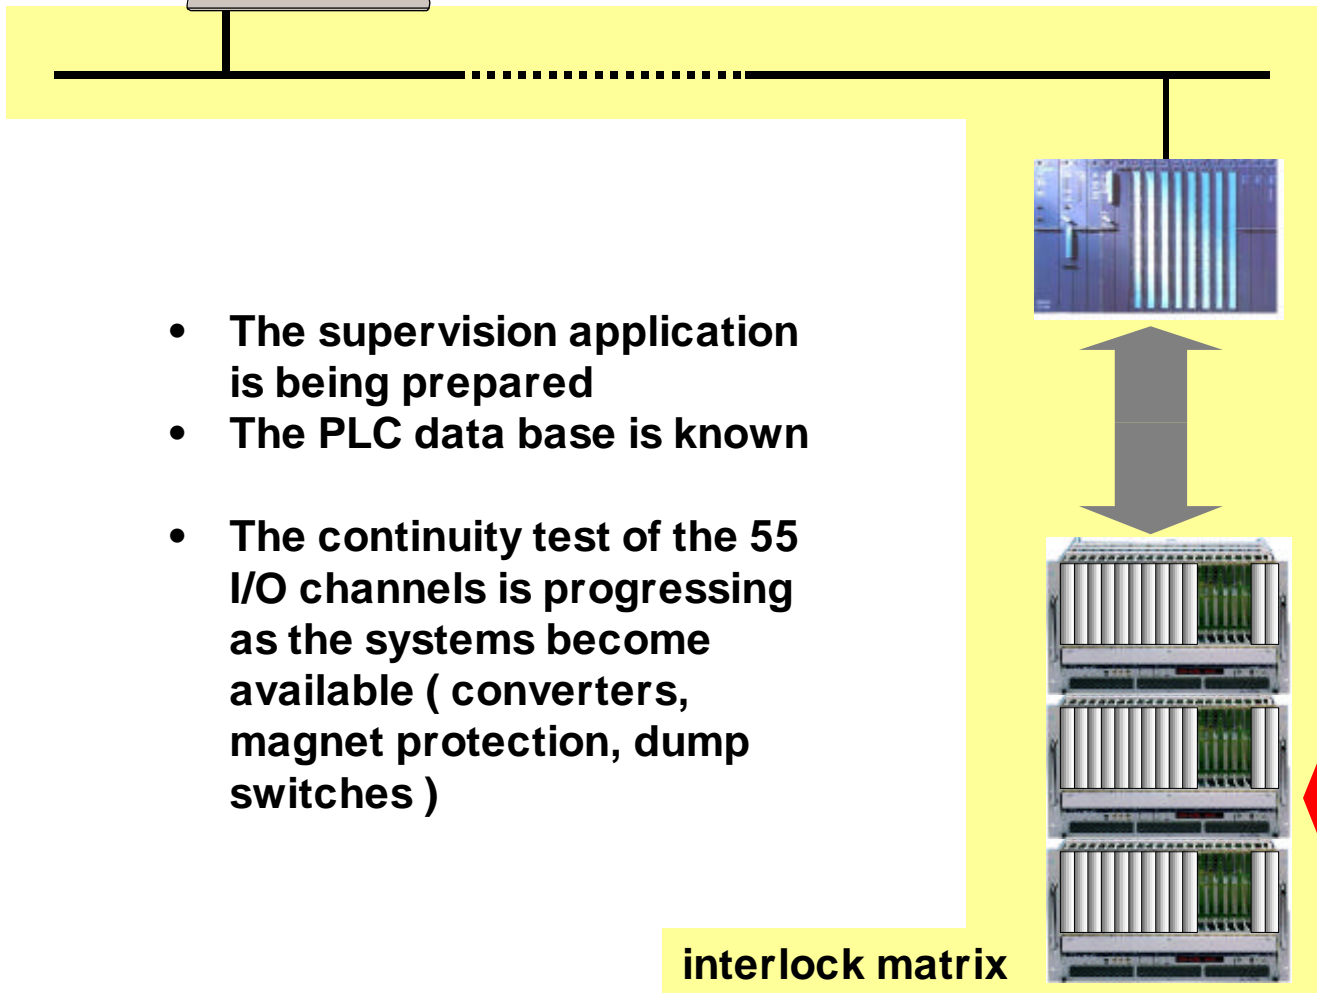 • The supervision application
is being prepared
• The PLC data base is known
• The continuity test of the 55
I/O channels is progressing
as the systems become
available ( converters,
magnet protection, dump
switches )
interlock matrix